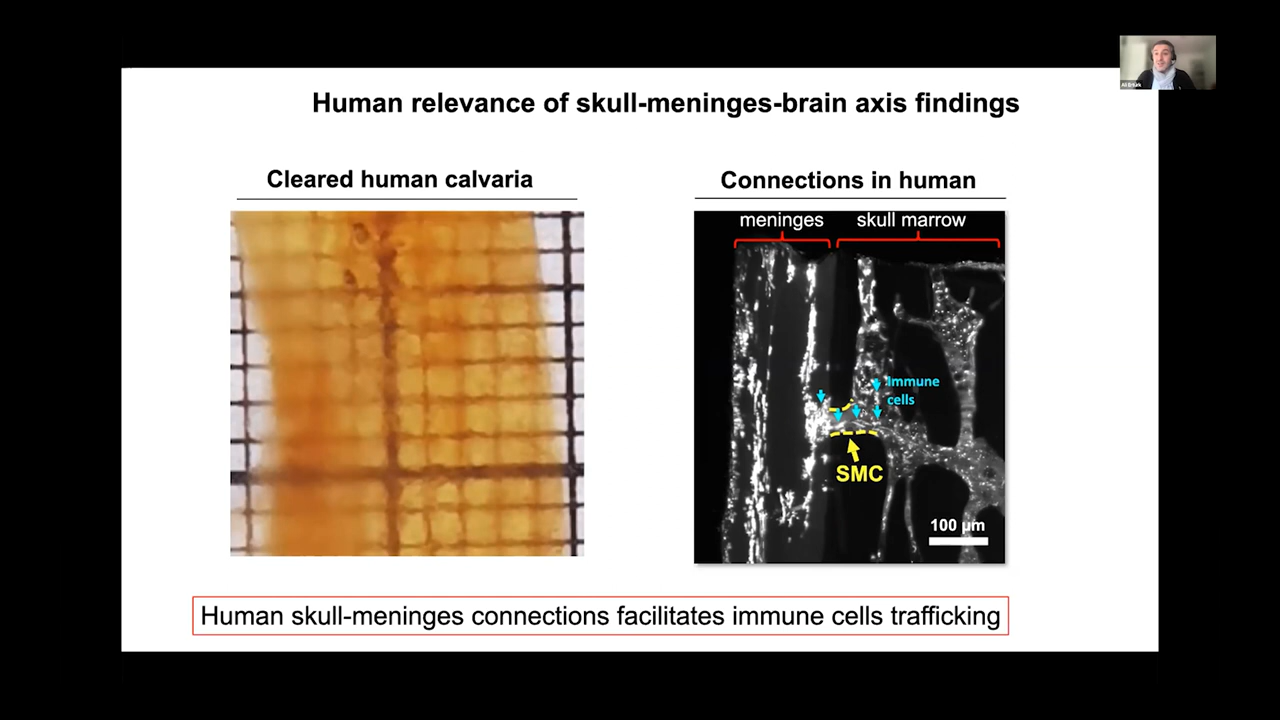 Human relevance of skull-meninges-brain axis findings
Cleared human calvaria
Connections in human
meninges
skull marrow
Immune
cells
SMC
100 µm
Human skull-meninges connections facilitates immune cells trafficking